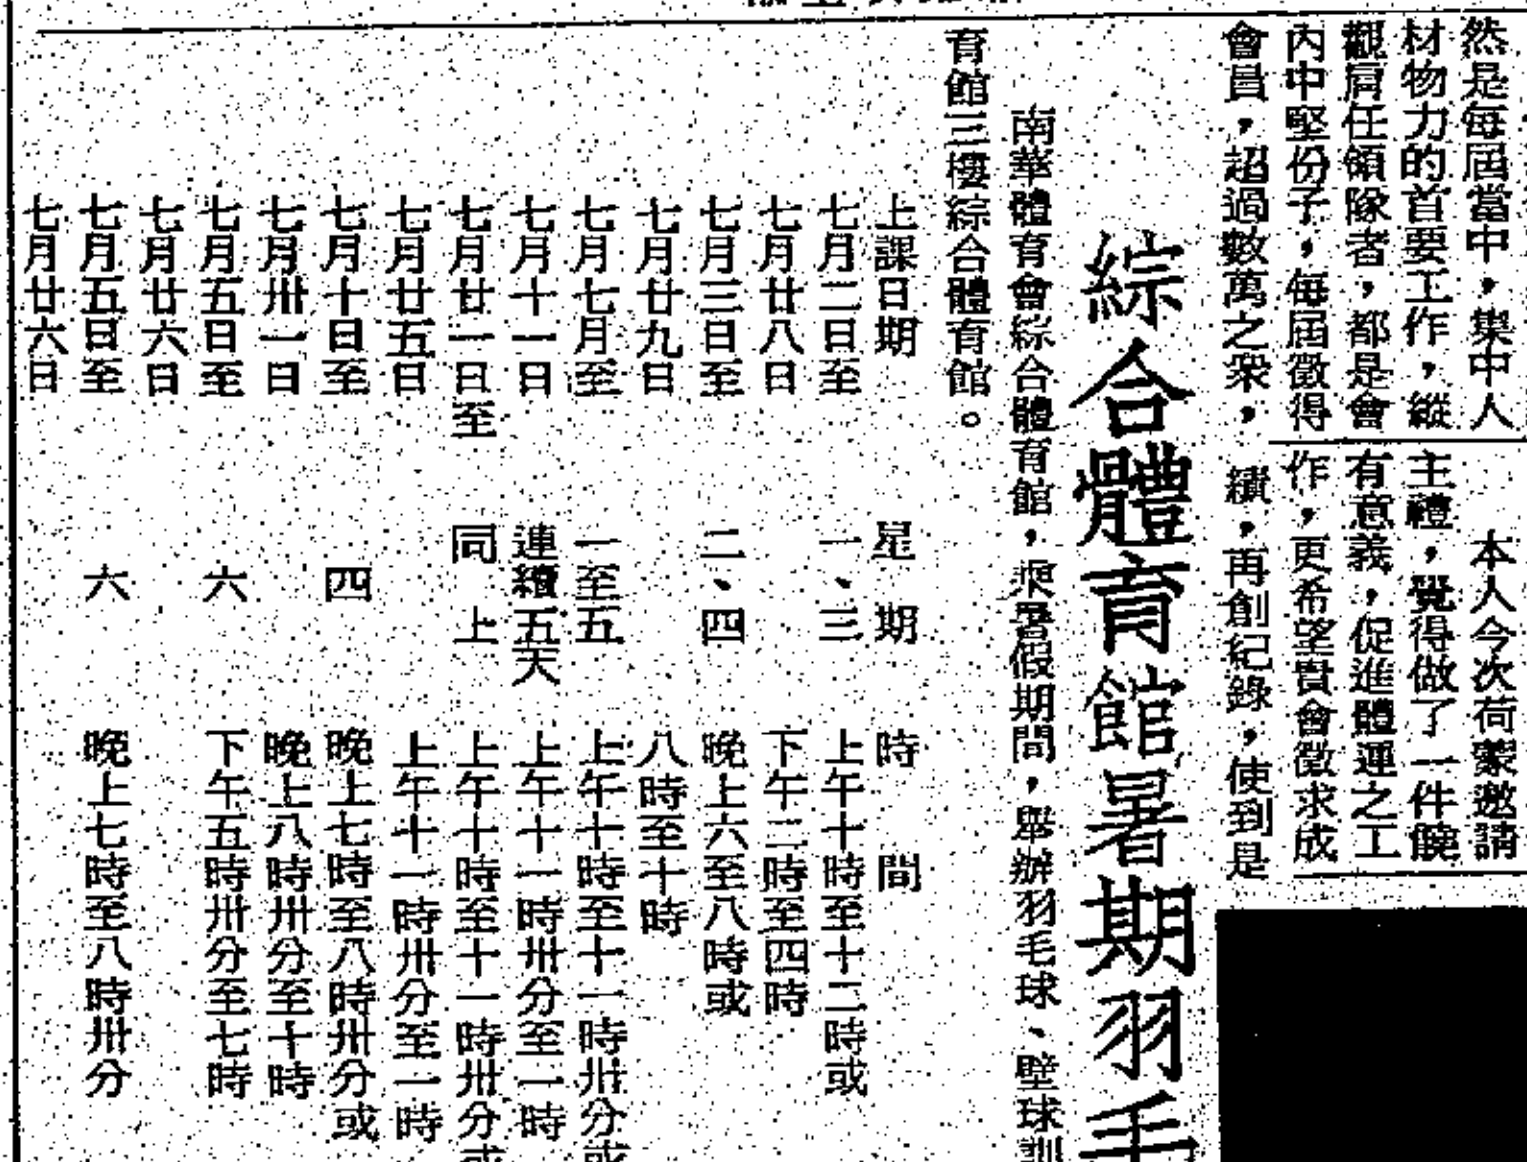 然是每屆當中，集中人
材物力的首要工作，縱
觀肩任領隊者，都是會
內中堅份子，每屆徵得
會員，超過數萬之衆，
本人今次荷蒙邀請
主禮，覺得做了一件饒
有意義，促進體運之工
作，更希望貴會徵求成
績，再創紀錄，使到是
綜合體育館暑期羽毛
南華體育會綜合體育館，乘暑假期間，舉辦羽毛球、壁球訓
育館三樓綜合體育館。
上課日期　星期　時間
七月二日至　一、三　上午十時至十二時或
七月廿八日　下午二時至四時
七月三日至　二、四　晚上六至八時或
七月廿九日　八時至十時
七月七月至　一至五　上午十時至十一時卅分或
七月十一日　連續五天　上午十一時卅分至一時
七月廿一日至　同上　上午十時至十一時卅分或
七月廿五日　上午十一時卅分至一時
七月十日至　四　晚上七時至八時卅分或
七月卅一日　晚上八時卅分至十時
七月五日至　六　下午五時卅分至七時
七月廿六日
七月五日至　六　晚上七時至八時卅分
七月廿六日